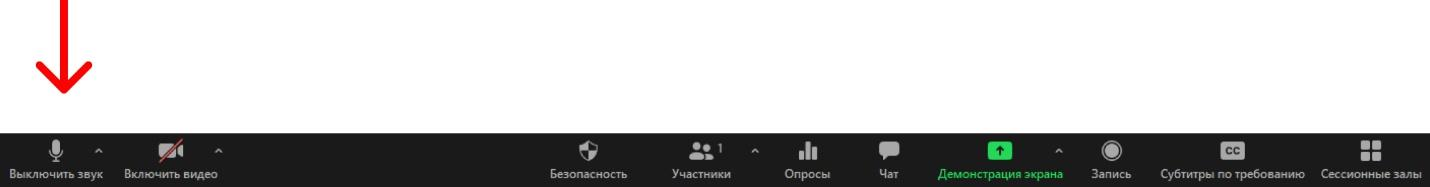 1
CC
Выключить звук
Включить видео
Безопасность
Участники
Опросы
Чат
Демонстрация экрана
Запись
Субтитры по требованию
Сессионные залы